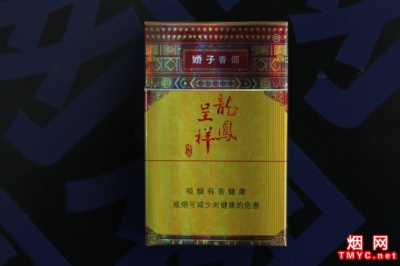 娇子香烟
龍鳳
呈祥
吸烟有害健康
戒烟可减少对健康的危害
烟网
TMYC.net